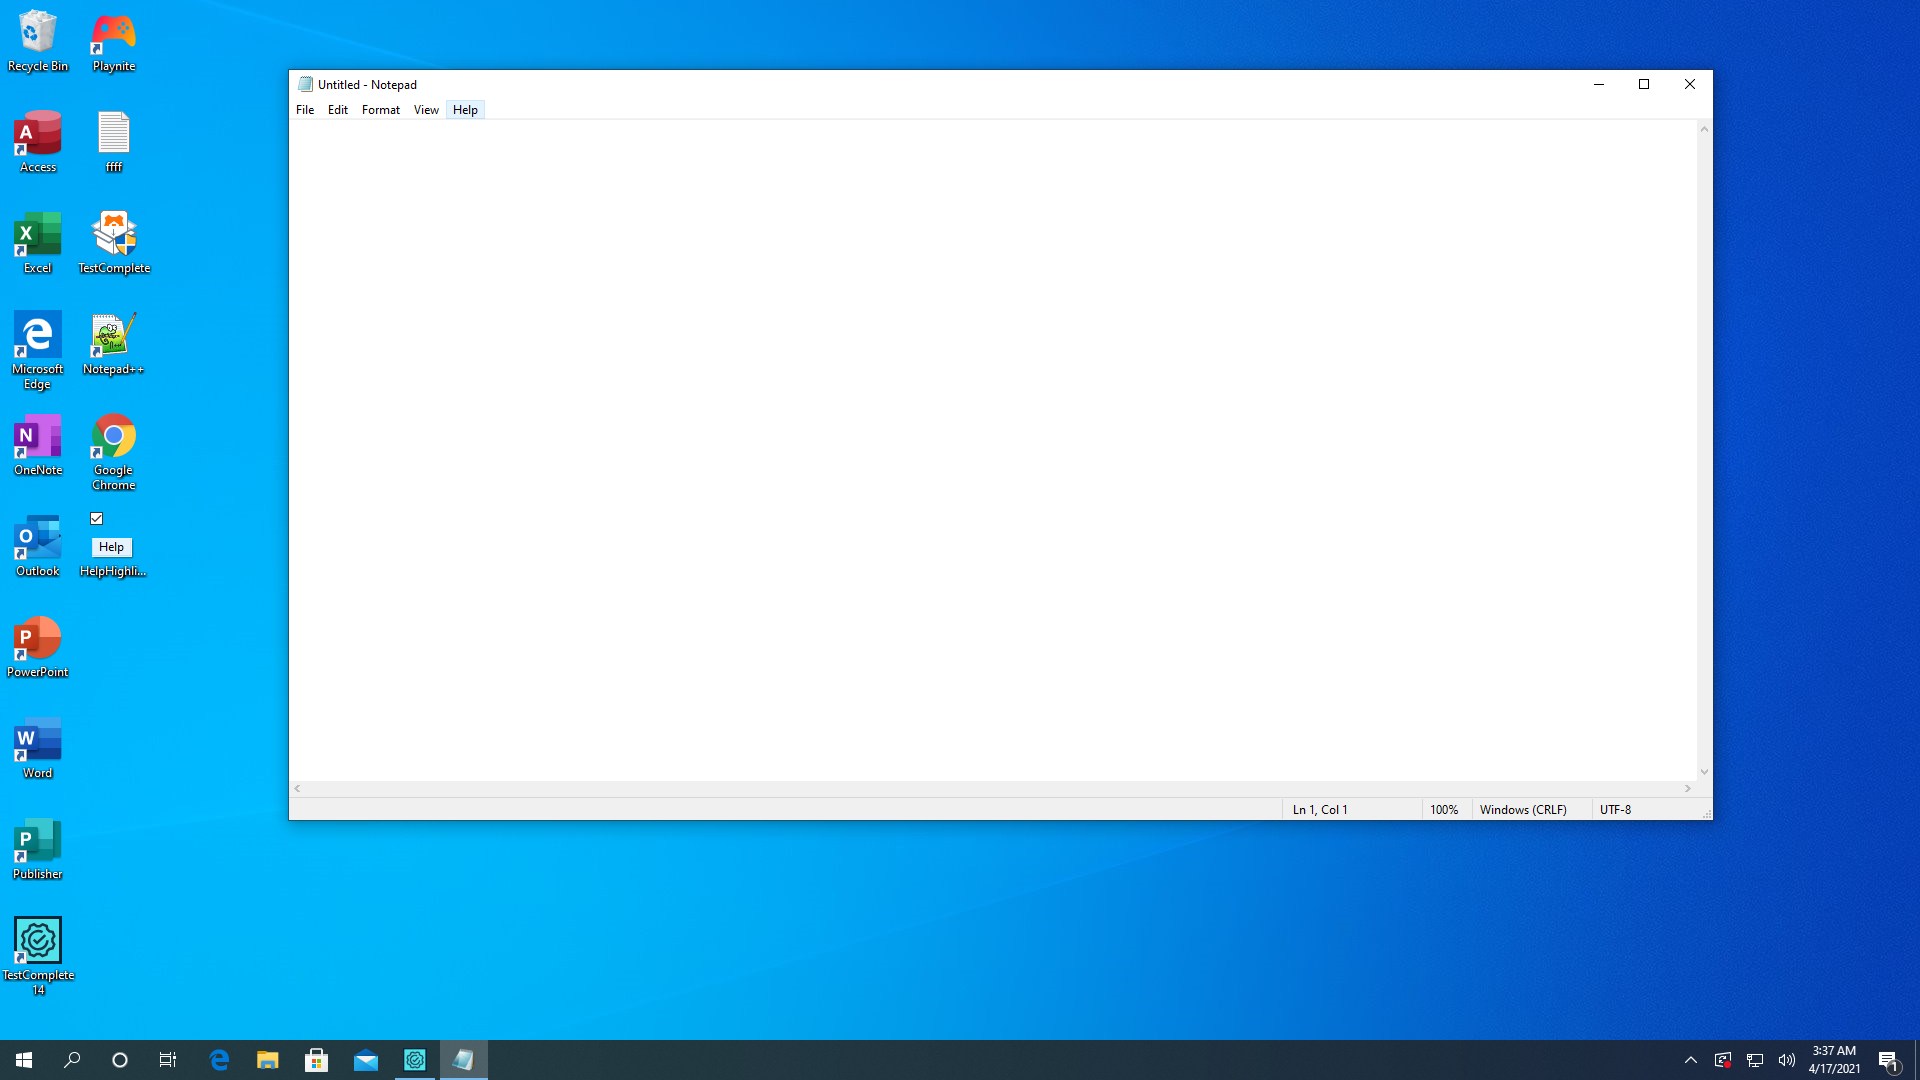 Recycle Bin
Playnite
Access
ffff
Excel
TestComplete
Microsoft
Edge
Notepad++
OneNote
Google
Chrome
Outlook
Help
HelpHighli...
PowerPoint
Word
Publisher
TestComplete
14
Untitled - Notepad
File Edit Format View Help
Ln 1, Col 1 100% Windows (CRLF) UTF-8
3:37 AM
4/17/2021
1